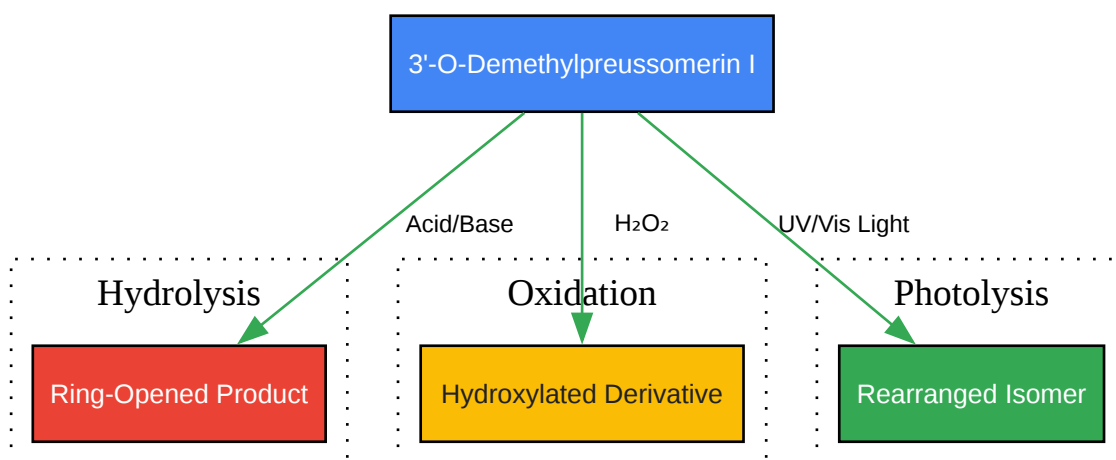 3'-O-Demethylpreussomerin I
Acid/Base
H₂O₂
UV/Vis Light
Hydrolysis
Oxidation
Photolysis
Ring-Opened Product
Hydroxylated Derivative
Rearranged Isomer